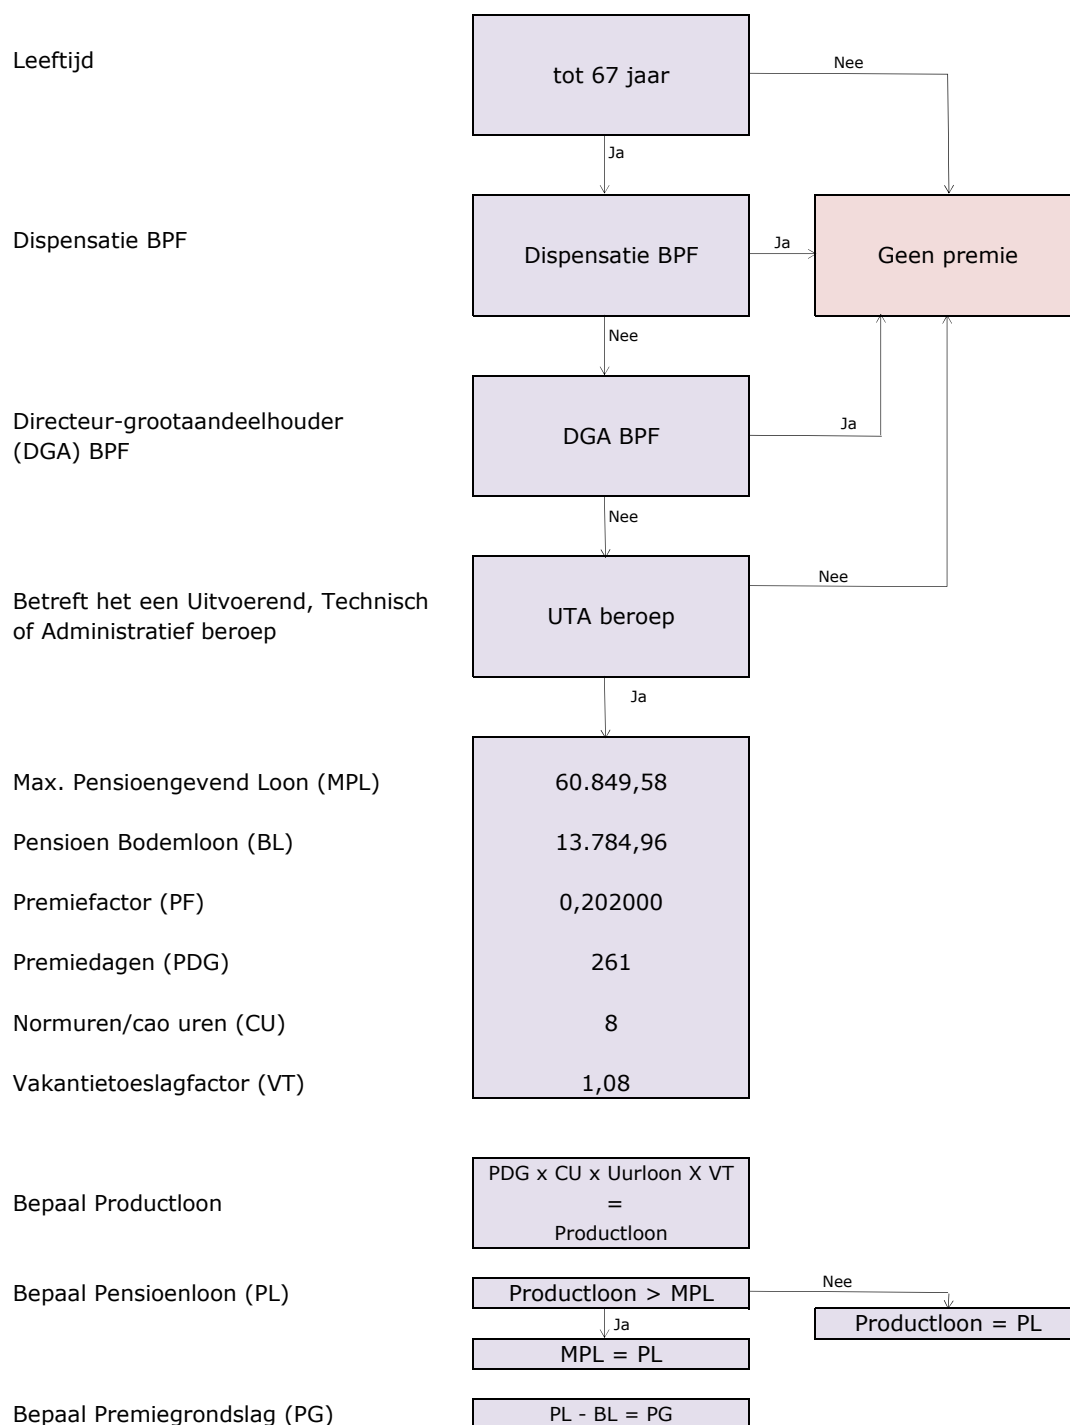 Leeftijd
tot 67 jaar
Nee
Ja
Dispensatie BPF
Dispensatie BPF
Ja
Geen premie
Nee
Directeur-grootaandeelhouder
(DGA) BPF
DGA BPF
Ja
Nee
Betreft het een Uitvoerend, Technisch
of Administratief beroep
UTA beroep
Nee
Ja
Max. Pensioengevend Loon (MPL)
60.849,58
Pensioen Bodemloon (BL)
13.784,96
Premiefactor (PF)
0,202000
Premiedagen (PDG)
261
Normuren/cao uren (CU)
8
Vakantietoeslagfactor (VT)
1,08
Bepaal Productloon
PDG x CU x Uurloon X VT
=
Productloon
Bepaal Pensioenloon (PL)
Productloon > MPL
Nee
Ja
Productloon = PL
MPL = PL
Bepaal Premiegrondslag (PG)
PL - BL = PG